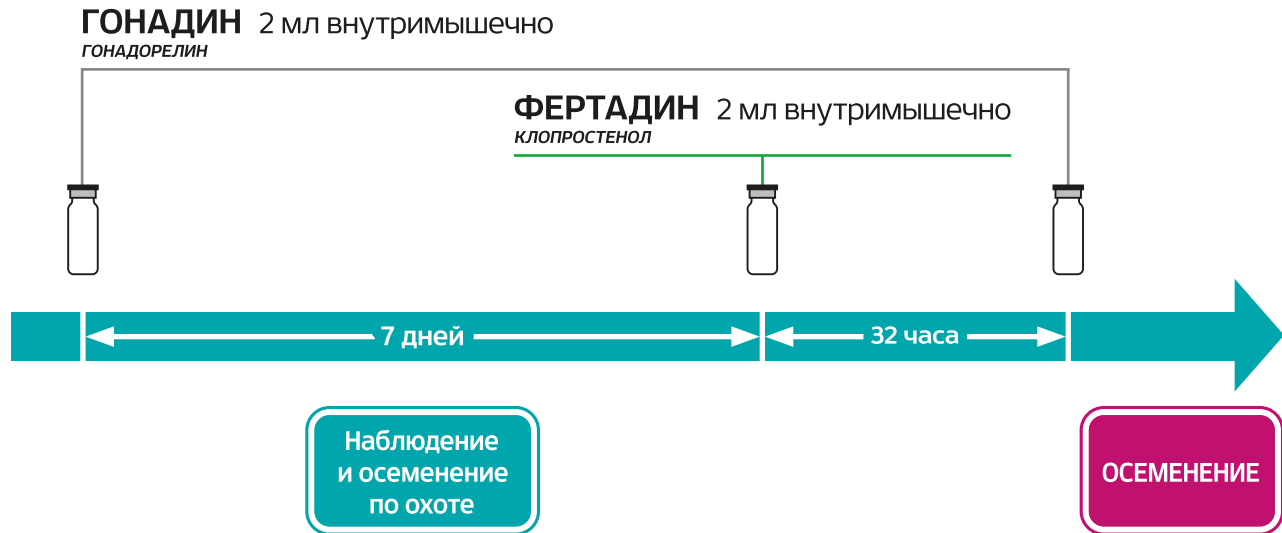 ГОНАДИН 2 мл внутримышечно
ГОНАДОРЕЛИН
ФЕРТАДИН 2 мл внутримышечно
КЛОПРОСТЕНОЛ
7 дней
32 часа
Наблюдение
и осеменение
по охоте
ОСЕМЕНЕНИЕ